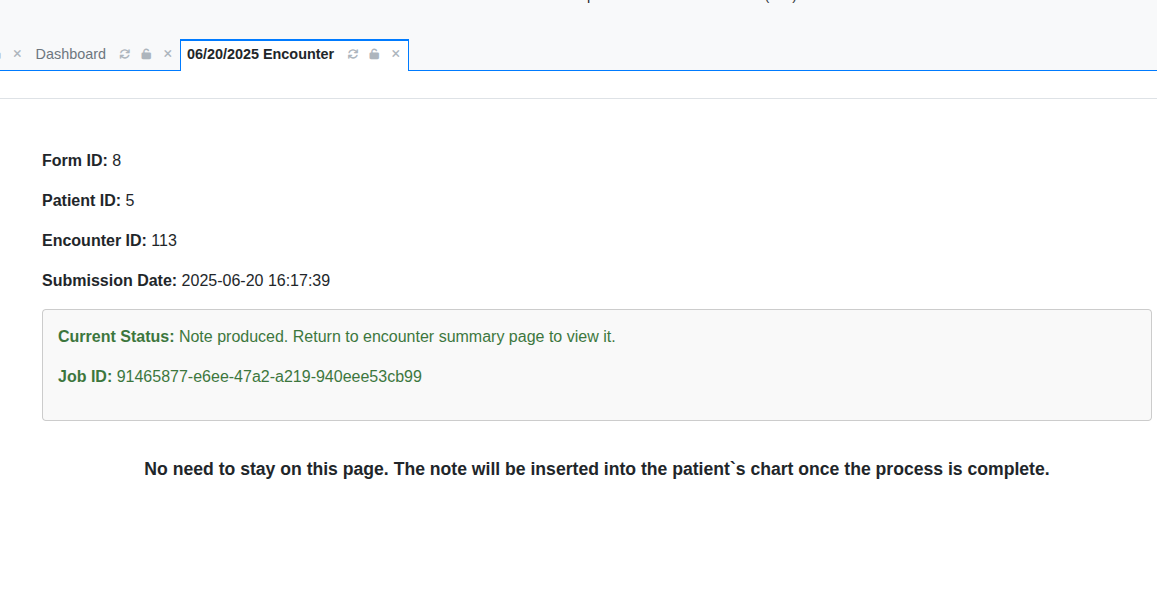 Dashboard 06/20/2025 Encounter
Form ID: 8
Patient ID: 5
Encounter ID: 113
Submission Date: 2025-06-20 16:17:39
Current Status: Note produced. Return to encounter summary page to view it.
Job ID: 91465877-e6ee-47a2-a219-940eee53cb99
No need to stay on this page. The note will be inserted into the patient`s chart once the process is complete.